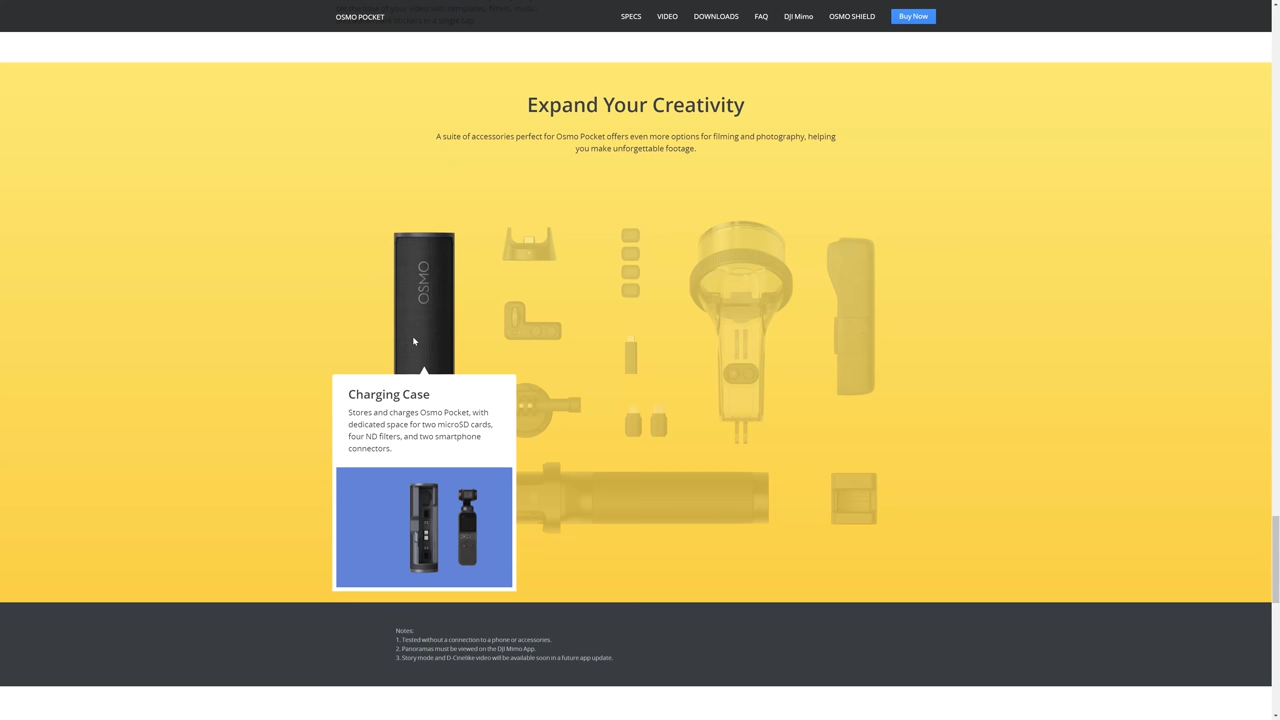 OSMO POCKET
SPECS
VIDEO
DOWNLOADS
FAQ
DJI Mimo
OSMO SHIELD
Buy Now
Expand Your Creativity
A suite of accessories perfect for Osmo Pocket offers even more options for filming and photography, helping
you make unforgettable footage.
OSMO
Charging Case
Stores and charges Osmo Pocket, with
dedicated space for two microSD cards,
four ND filters, and two smartphone
connectors.
Notes:
1. Tested without a connection to a phone or accessories.
2. Panoramas must be viewed on the DJI Mimo App.
3. Story mode and D-Cinelike video will be available soon in a future app update.